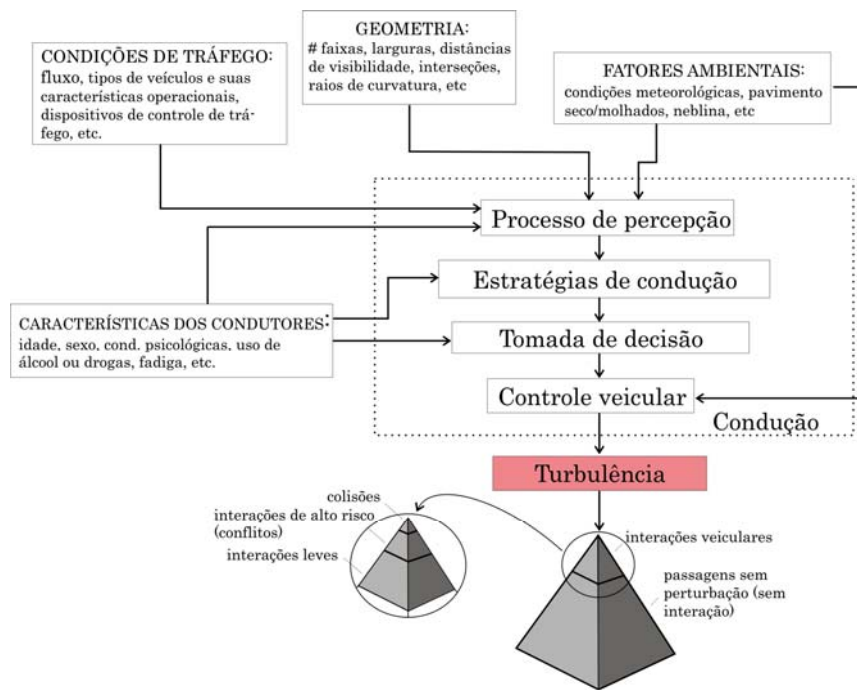 CONDIÇÕES DE TRÁFEGO:
fluxo, tipos de veículos e suas
características operacionais,
dispositivos de controle de trá-
fego, etc.
GEOMETRIA:
# faixas, larguras, distâncias
de visibilidade, interseções,
raios de curvatura, etc
FATORES AMBIENTAIS:
condições meteorológicas, pavimento
seco/molhados, neblina, etc
Processo de percepção
Estratégias de condução
CARACTERÍSTICAS DOS CONDUTORES:
idade, sexo, cond. psicológicas, uso de
álcool ou drogas, fadiga, etc.
Tomada de decisão
Controle veicular
Condução
Turbulência
colisões
interações de alto risco
(conflitos)
interações leves
interações veiculares
passagens sem
perturbação (sem
interação)